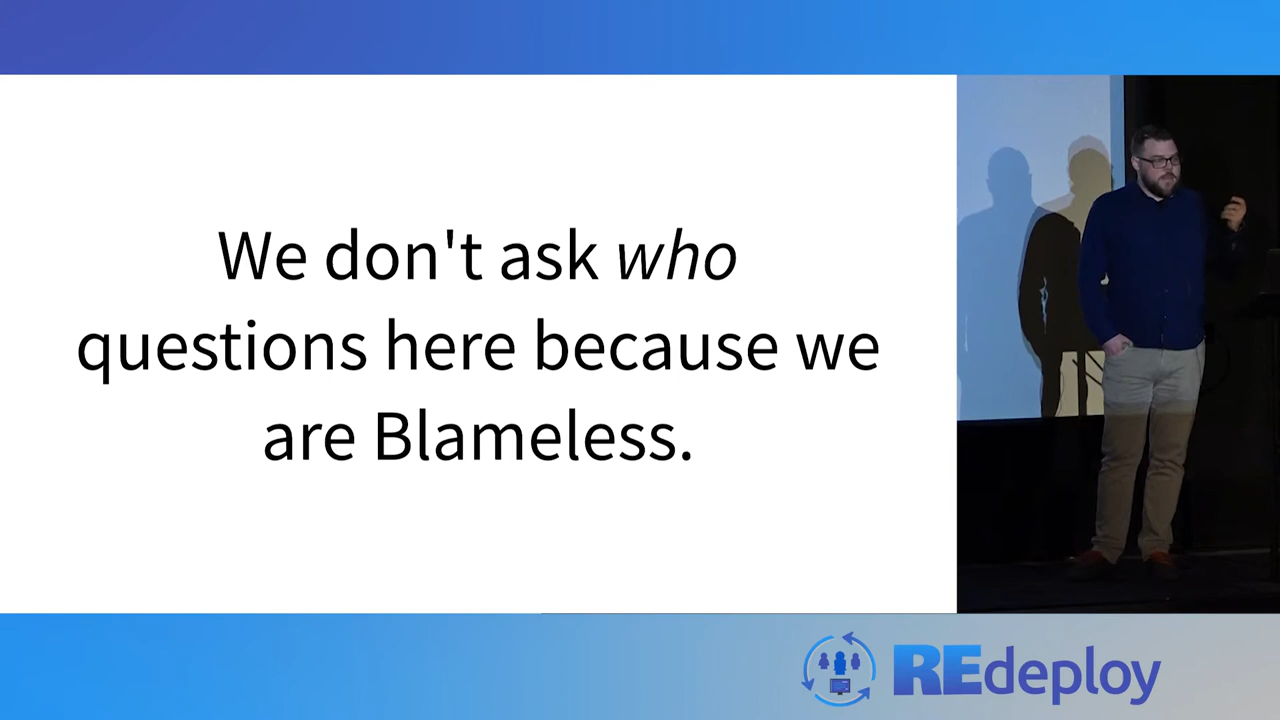 We don't ask who
questions here because we
are Blameless.
REdeploy